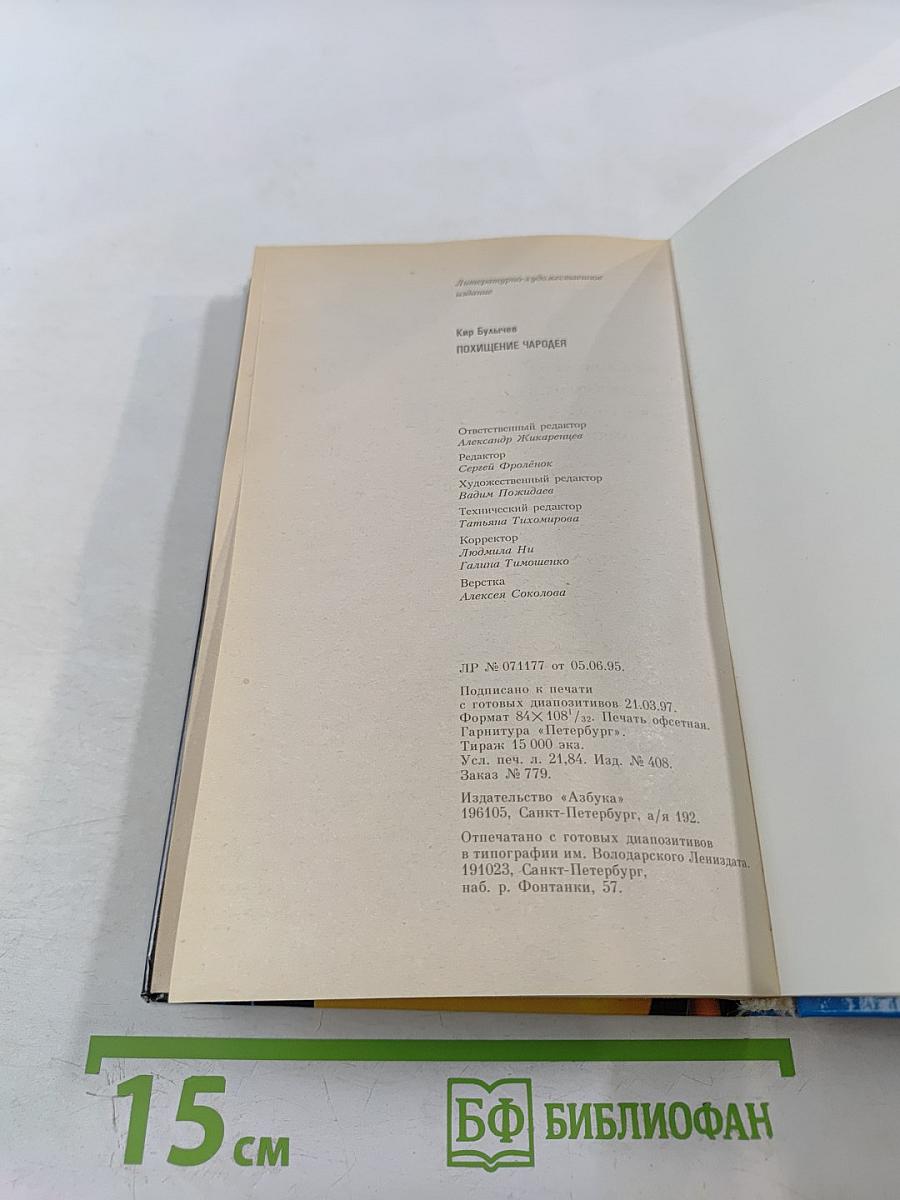 Литературно-художественное
издание
Кир Булычев
ПОХИЩЕНИЕ ЧАРОДЕЯ
Ответственный редактор
Александр Жикаренцев
Редактор
Сергей Фролёнок
Художественный редактор
Вадим Пожидаев
Технический редактор
Татьяна Тихомирова
Корректор
Людмила Ни
Галина Тимошенко
Верстка
Алексея Соколова
ЛР № 071177 от 05.06.95.
Подписано к печати
с готовых диапозитивов 21.03.97.
Формат 84×108¹/₃₂. Печать офсетная.
Гарнитура «Петербург».
Тираж 15 000 экз.
Усл. печ. л. 21,84. Изд. № 408.
Заказ № 779.
Издательство «Азбука»
196105, Санкт-Петербург, а/я 192.
Отпечатано с готовых диапозитивов
в типографии им. Володарского Лениздата.
191023, Санкт-Петербург,
наб. р. Фонтанки, 57.
15 см
БФ БИБЛИОФАН